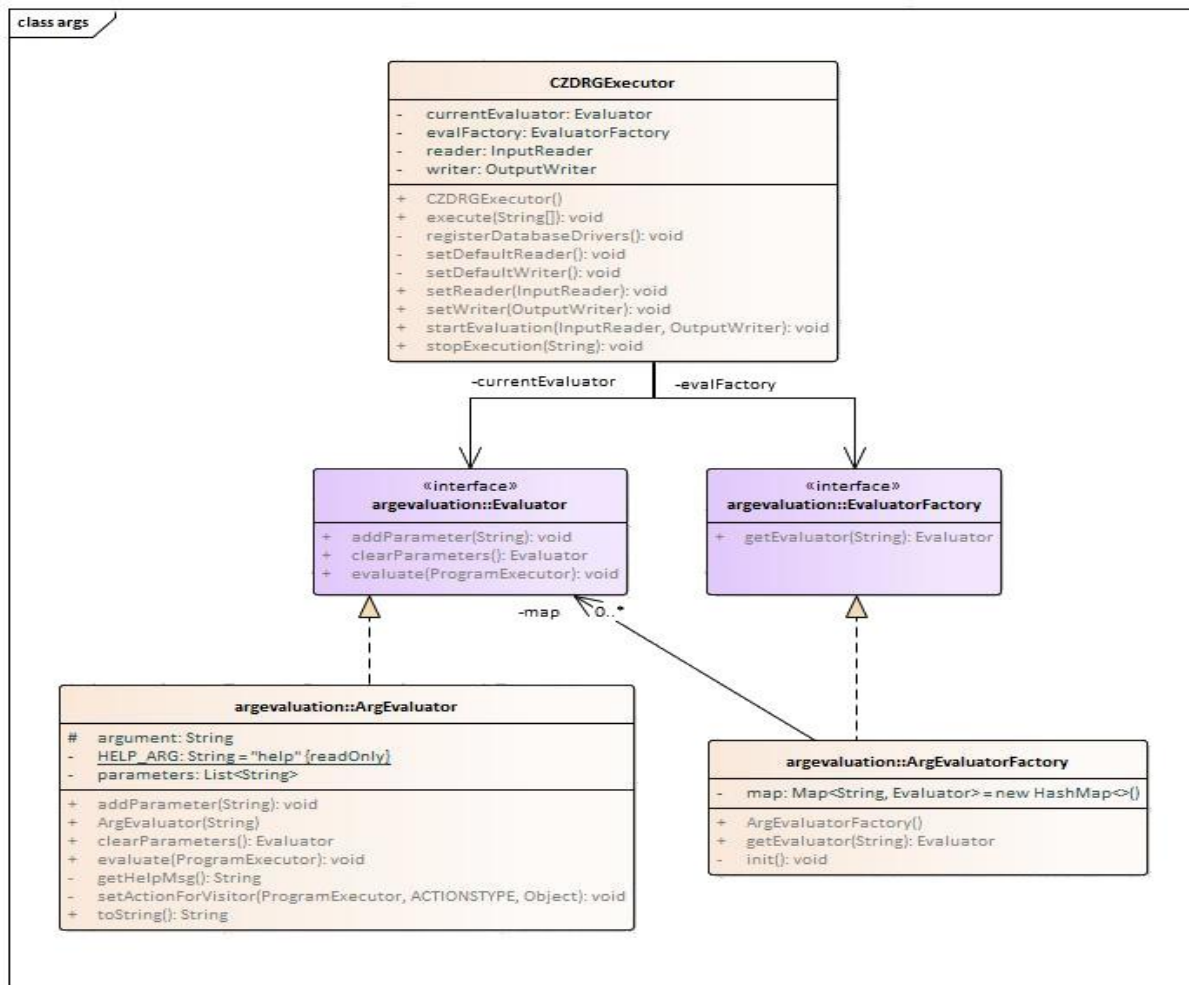 class args
CZDRGExecutor
- currentEvaluator: Evaluator
- evalFactory: EvaluatorFactory
- reader: InputReader
- writer: OutputWriter
+ CZDRGExecutor()
+ execute(String[]): void
- registerDatabaseDrivers(): void
- setDefaultReader(): void
- setDefaultWriter(): void
+ setReader(InputReader): void
+ setWriter(OutputWriter): void
+ startEvaluation(InputReader, OutputWriter): void
+ stopExecution(String): void
-currentEvaluator
-evalFactory
«interface»
argevaluation::Evaluator
+ addParameter(String): void
+ clearParameters(): Evaluator
+ evaluate(ProgramExecutor): void
«interface»
argevaluation::EvaluatorFactory
+ getEvaluator(String): Evaluator
-map 0..*
argevaluation::ArgEvaluator
# argument: String
- HELP_ARG: String = "help" {readOnly}
- parameters: List<String>
+ addParameter(String): void
+ ArgEvaluator(String)
+ clearParameters(): Evaluator
+ evaluate(ProgramExecutor): void
- getHelpMsg(): String
- setActionForVisitor(ProgramExecutor, ACTIONSTYPE, Object): void
+ toString(): String
argevaluation::ArgEvaluatorFactory
- map: Map<String, Evaluator> = new HashMap<>()
+ ArgEvaluatorFactory()
+ getEvaluator(String): Evaluator
- init(): void